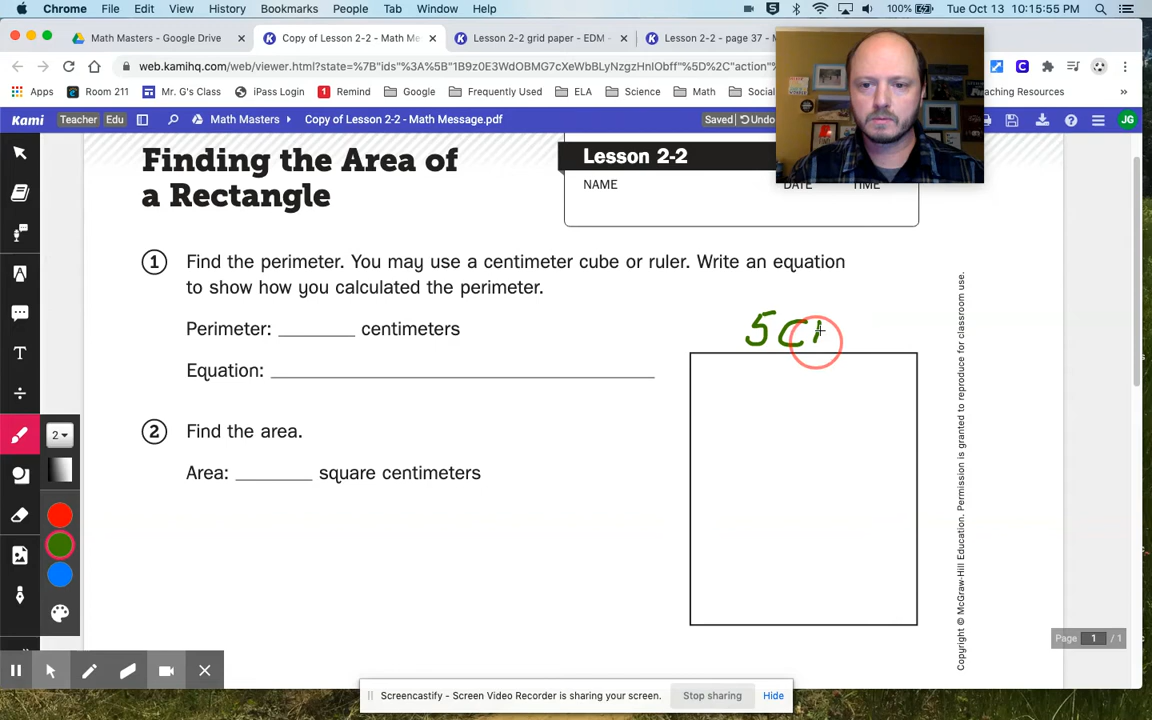 Chrome File Edit View History Bookmarks People Tab Window Help 100% Tue Oct 13 10:15:55
Math Masters - Google Drive
Copy of Lesson 2-2 - Math Me
Lesson 2-2 grid paper - EDM -
Lesson 2-2 - page 37 - M
web.kamihq.com/web/viewer.html?state=%7B"ids"%3A%5B"1B9z0E3WdOBMG7cXeWbBLyNzgzHnIObff"%5D%2C"action"
Apps Room 211 Mr. G's Class iPass Login Remind Google Frequently Used ELA Science Math Social Teaching Resources
Kami Teacher Edu Math Masters Copy of Lesson 2-2 - Math Message.pdf Saved Undo JG
Finding the Area of
a Rectangle
Lesson 2-2
NAME DATE TIME
1 Find the perimeter. You may use a centimeter cube or ruler. Write an equation
to show how you calculated the perimeter.
Perimeter: ________ centimeters
Equation: ________
5C
2 Find the area.
Area: ________ square centimeters
Copyright © McGraw-Hill Education. Permission is granted to reproduce for classroom use.
2
Page 1 / 1
Screencastify - Screen Video Recorder is sharing your screen. Stop sharing Hide